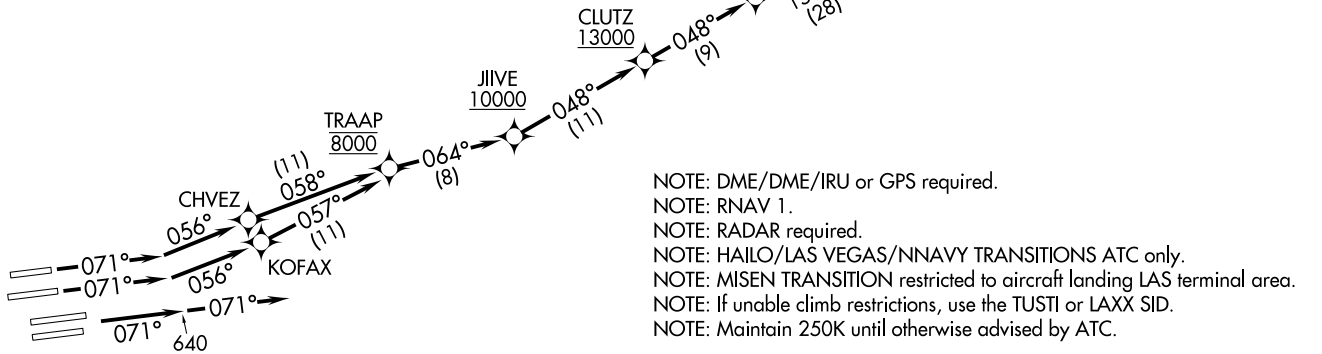 (28)
CLUTZ
13000
048°
(9)
JIIVE
10000
048°
(11)
TRAAP
8000
064°
(8)
(11)
058°
CHVEZ
056°
057°
(11)
KOFAX
071°
056°
071°
071°
071°
640
NOTE: DME/DME/IRU or GPS required.
NOTE: RNAV 1.
NOTE: RADAR required.
NOTE: HAILO/LAS VEGAS/NNAVY TRANSITIONS ATC only.
NOTE: MISEN TRANSITION restricted to aircraft landing LAS terminal area.
NOTE: If unable climb restrictions, use the TUSTI or LAXX SID.
NOTE: Maintain 250K until otherwise advised by ATC.